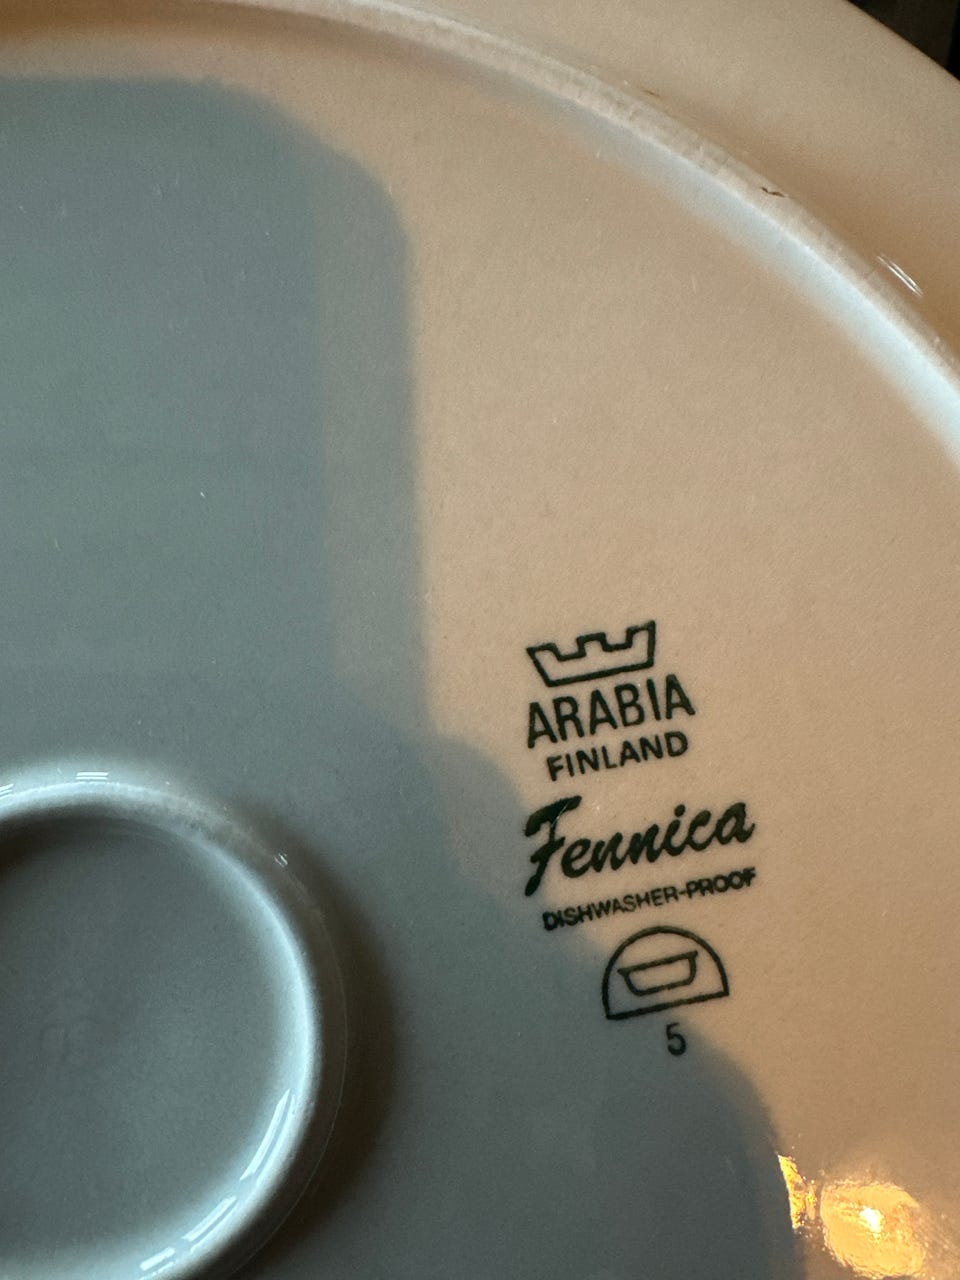 ARABIA
FINLAND
Fennica
DISHWASHER-PROOF
5